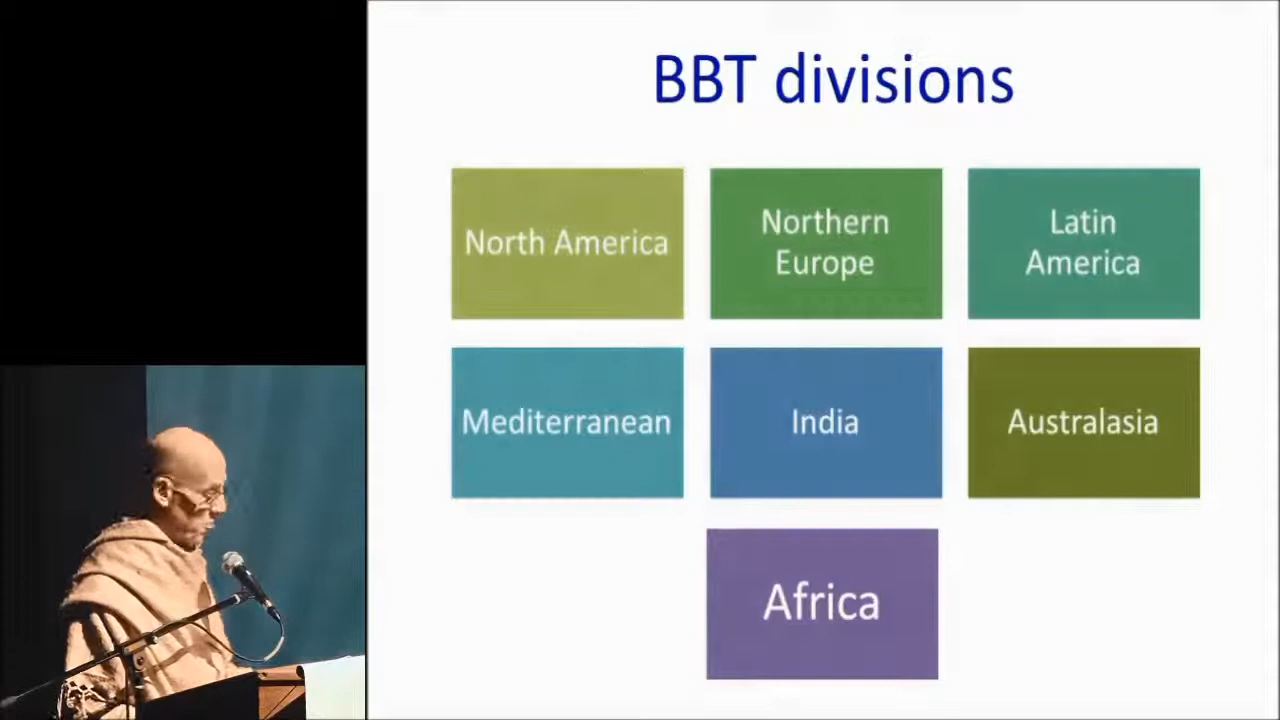 BBT divisions
North America
Northern
Europe
Latin
America
Mediterranean
India
Australasia
Africa